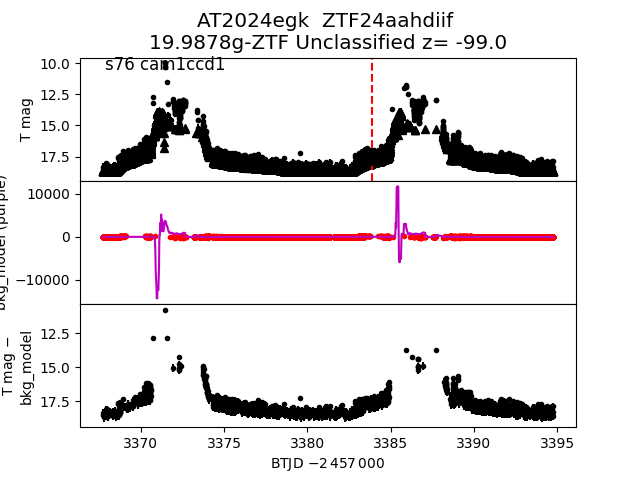 AT2024egk  ZTF24aahdiif
19.9878g-ZTF Unclassified z= -99.0
s76 cam1ccd1
T mag
10.0
12.5
15.0
17.5
bkg_model (purple)
10000
0
−10000
T mag −
bkg_model
12.5
15.0
17.5
3370 3375 3380 3385 3390 3395
BTJD −2 457 000